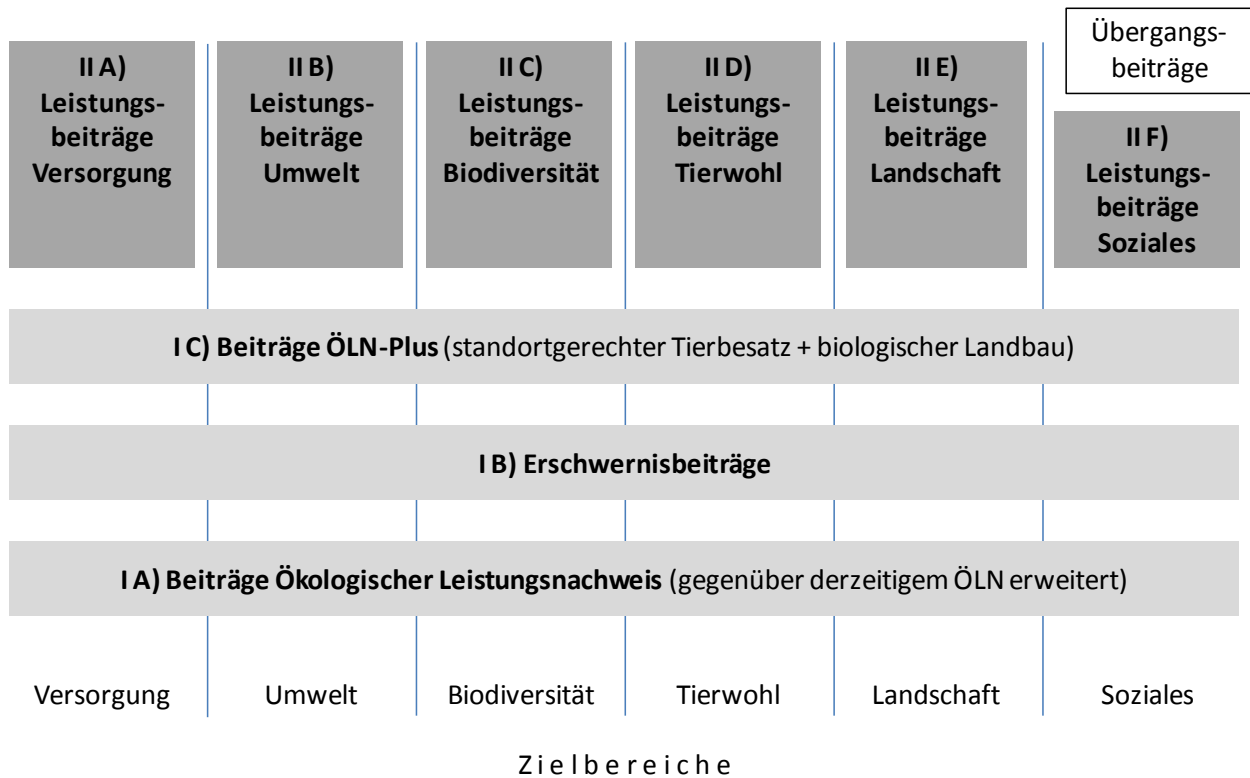 II A)
Leistungs-
beiträge
Versorgung
II B)
Leistungs-
beiträge
Umwelt
II C)
Leistungs-
beiträge
Biodiversität
II D)
Leistungs-
beiträge
Tierwohl
II E)
Leistungs-
beiträge
Landschaft
Übergangs-
beiträge
II F)
Leistungs-
beiträge
Soziales
I C) Beiträge ÖLN-Plus (standortgerechter Tierbesatz + biologischer Landbau)
I B) Erschwernisbeiträge
I A) Beiträge Ökologischer Leistungsnachweis (gegenüber derzeitigem ÖLN erweitert)
Versorgung
Umwelt
Biodiversität
Tierwohl
Landschaft
Soziales
Zielbereiche